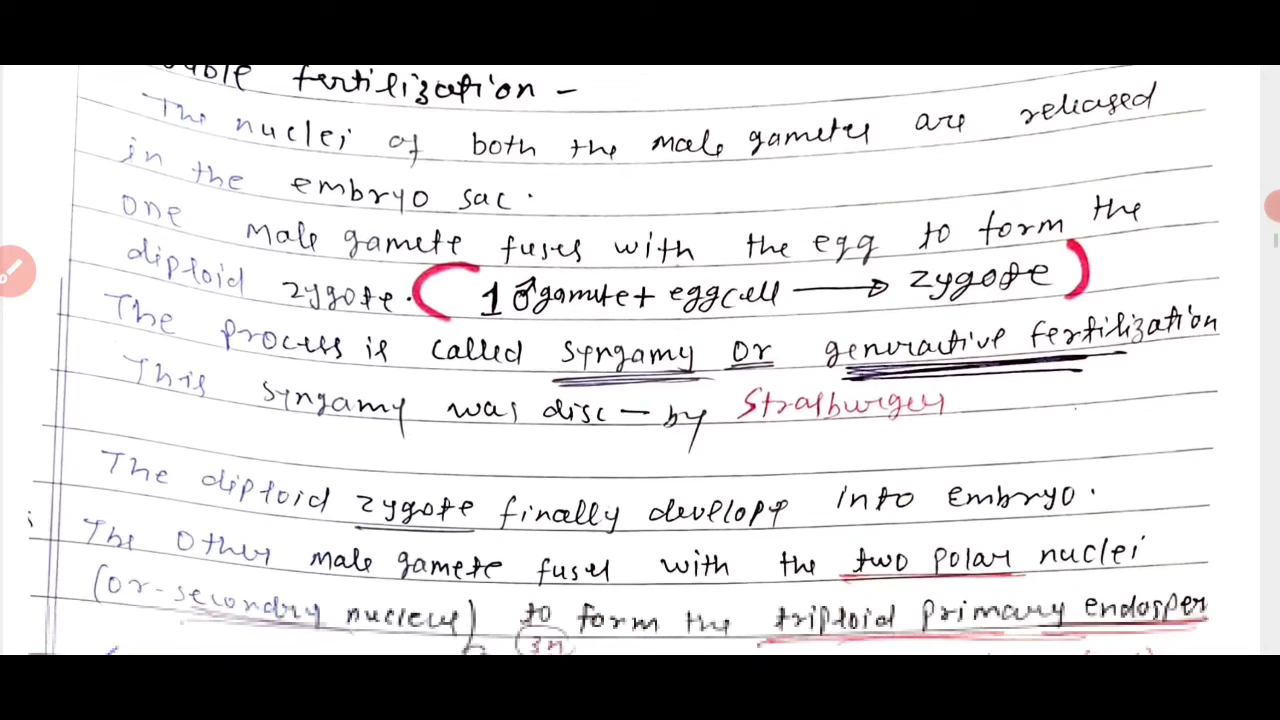 fertilization -
The nuclei of both the male gametes are released
in the embryo sac.
one male gamete fuses with the egg to form the
diploid zygote. ( 1 ♂ gamete + egg cell → zygote )
The process is called syngamy or generative fertilization
This syngamy was disc - by Strasburger
The diploid zygote finally develops into embryo.
The other male gamete fuses with the two polar nuclei
(or - secondry nucleus) to form the triploid primary endosper
3n